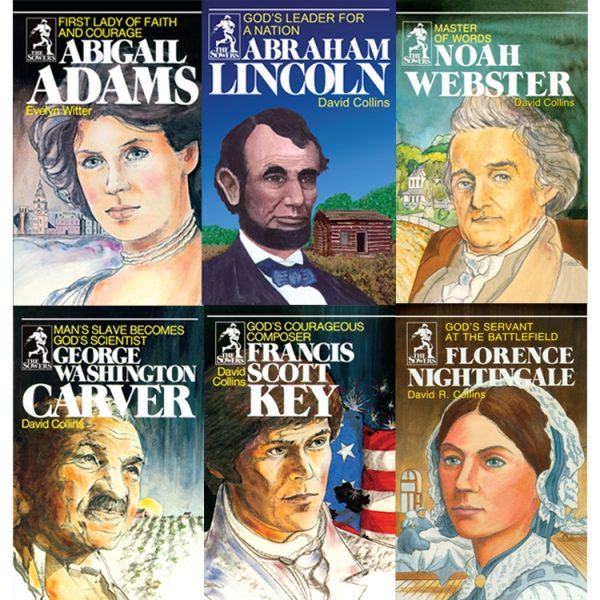 FIRST LADY OF FAITH
AND COURAGE
ABIGAIL
ADAMS
Evelyn Witter
THE
SOWERS
GOD'S LEADER FOR
A NATION
ABRAHAM
LINCOLN
David Collins
THE
SOWERS
MASTER
OF WORDS
NOAH
WEBSTER
David Collins
THE
SOWERS
MAN'S SLAVE BECOMES
GOD'S SCIENTIST
GEORGE
WASHINGTON
CARVER
David Collins
THE
SOWERS
GOD'S COURAGEOUS
COMPOSER
FRANCIS
SCOTT
KEY
David
Collins
THE
SOWERS
GOD'S SERVANT
AT THE BATTLEFIELD
FLORENCE
NIGHTINGALE
David R. Collins
THE
SOWERS